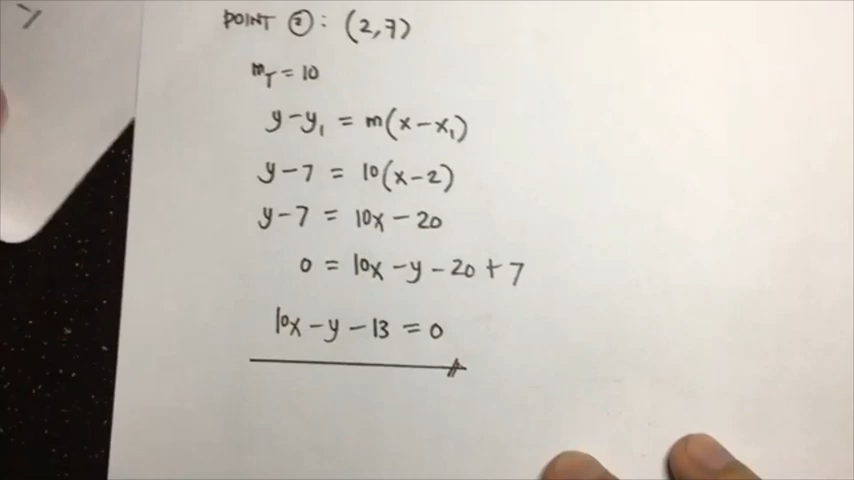 POINT ②: (2,7)
m_T = 10
y - y₁ = m(x - x₁)
y - 7 = 10(x - 2)
y - 7 = 10x - 20
0 = 10x - y - 20 + 7
10x - y - 13 = 0